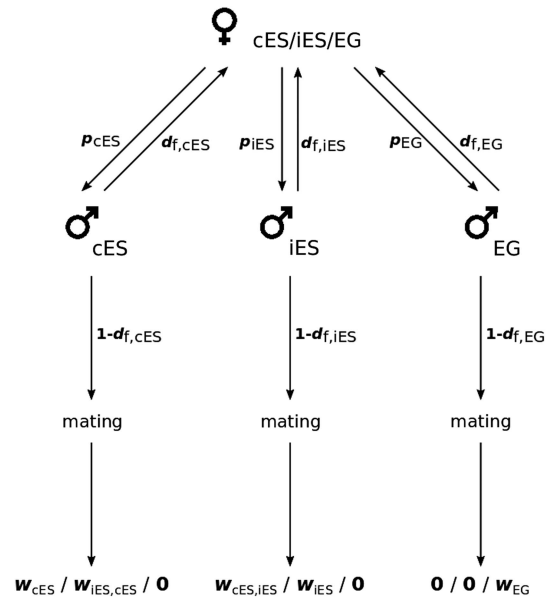 ♀ cES/iES/EG
pcES df,cES piES df,iES pEG df,EG
♂ cES ♂ iES ♂ EG
1-df,cES 1-df,iES 1-df,EG
mating mating mating
wcES / wiES,cES / 0 wcES,iES / wiES / 0 0 / 0 / wEG